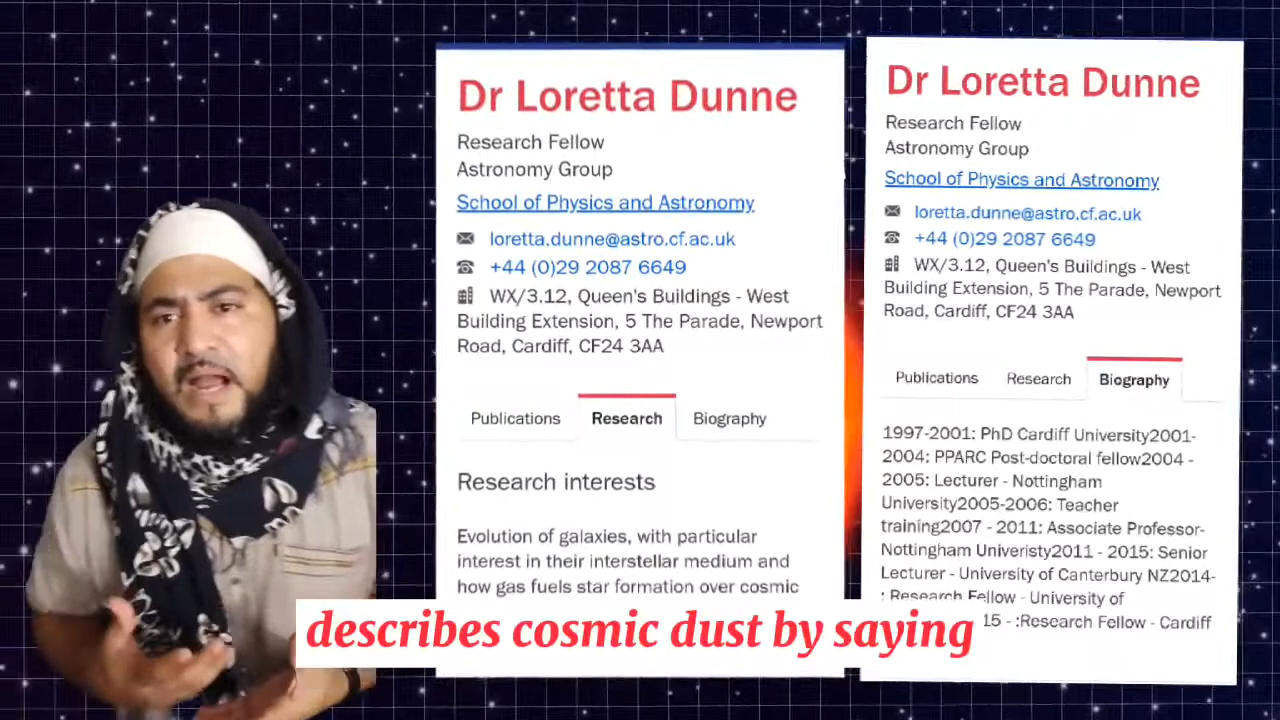 Dr Loretta Dunne
Research Fellow
Astronomy Group
School of Physics and Astronomy
loretta.dunne@astro.cf.ac.uk
+44 (0)29 2087 6649
WX/3.12, Queen's Buildings - West
Building Extension, 5 The Parade, Newport
Road, Cardiff, CF24 3AA
Publications Research Biography
Research interests
Evolution of galaxies, with particular
interest in their interstellar medium and
how gas fuels star formation over cosmic
Dr Loretta Dunne
Research Fellow
Astronomy Group
School of Physics and Astronomy
loretta.dunne@astro.cf.ac.uk
+44 (0)29 2087 6649
WX/3.12, Queen's Buildings - West
Building Extension, 5 The Parade, Newport
Road, Cardiff, CF24 3AA
Publications Research Biography
1997-2001: PhD Cardiff University2001-
2004: PPARC Post-doctoral fellow2004 -
2005: Lecturer - Nottingham
University2005-2006: Teacher
training2007 - 2011: Associate Professor-
Nottingham Univeristy2011 - 2015: Senior
Lecturer - University of Canterbury NZ2014-
: Research Fellow - University of
15 - :Research Fellow - Cardiff
describes cosmic dust by saying